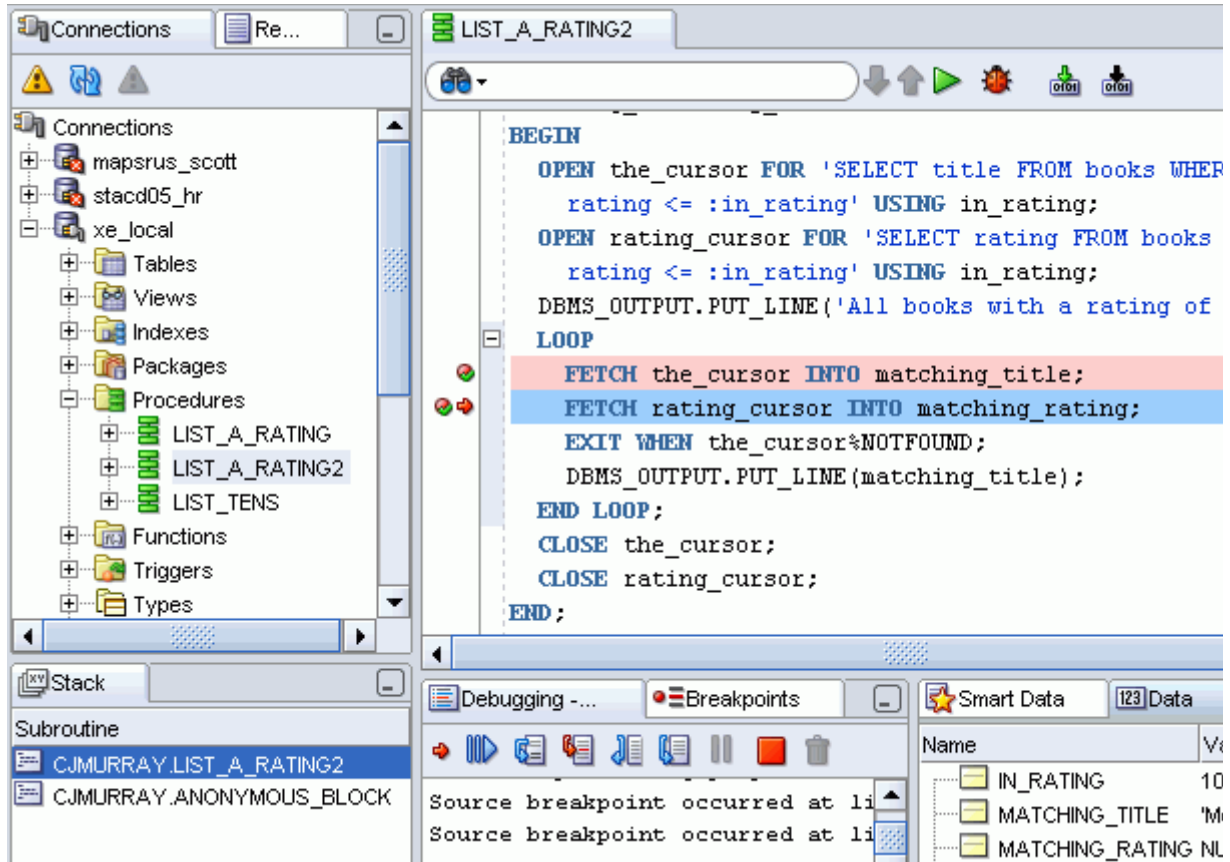 Connections
Re...
Connections
mapsrus_scott
stacd05_hr
xe_local
Tables
Views
Indexes
Packages
Procedures
LIST_A_RATING
LIST_A_RATING2
LIST_TENS
Functions
Triggers
Types
LIST_A_RATING2
BEGIN
OPEN the_cursor FOR 'SELECT title FROM books WHER
rating <= :in_rating' USING in_rating;
OPEN rating_cursor FOR 'SELECT rating FROM books
rating <= :in_rating' USING in_rating;
DBMS_OUTPUT.PUT_LINE('All books with a rating of
LOOP
FETCH the_cursor INTO matching_title;
FETCH rating_cursor INTO matching_rating;
EXIT WHEN the_cursor%NOTFOUND;
DBMS_OUTPUT.PUT_LINE(matching_title);
END LOOP;
CLOSE the_cursor;
CLOSE rating_cursor;
END;
Stack
Subroutine
CJMURRAY.LIST_A_RATING2
CJMURRAY.ANONYMOUS_BLOCK
Debugging -...
Breakpoints
Source breakpoint occurred at li
Source breakpoint occurred at li
Smart Data
Data
Name Va
IN_RATING 10
MATCHING_TITLE 'Mo
MATCHING_RATING NU